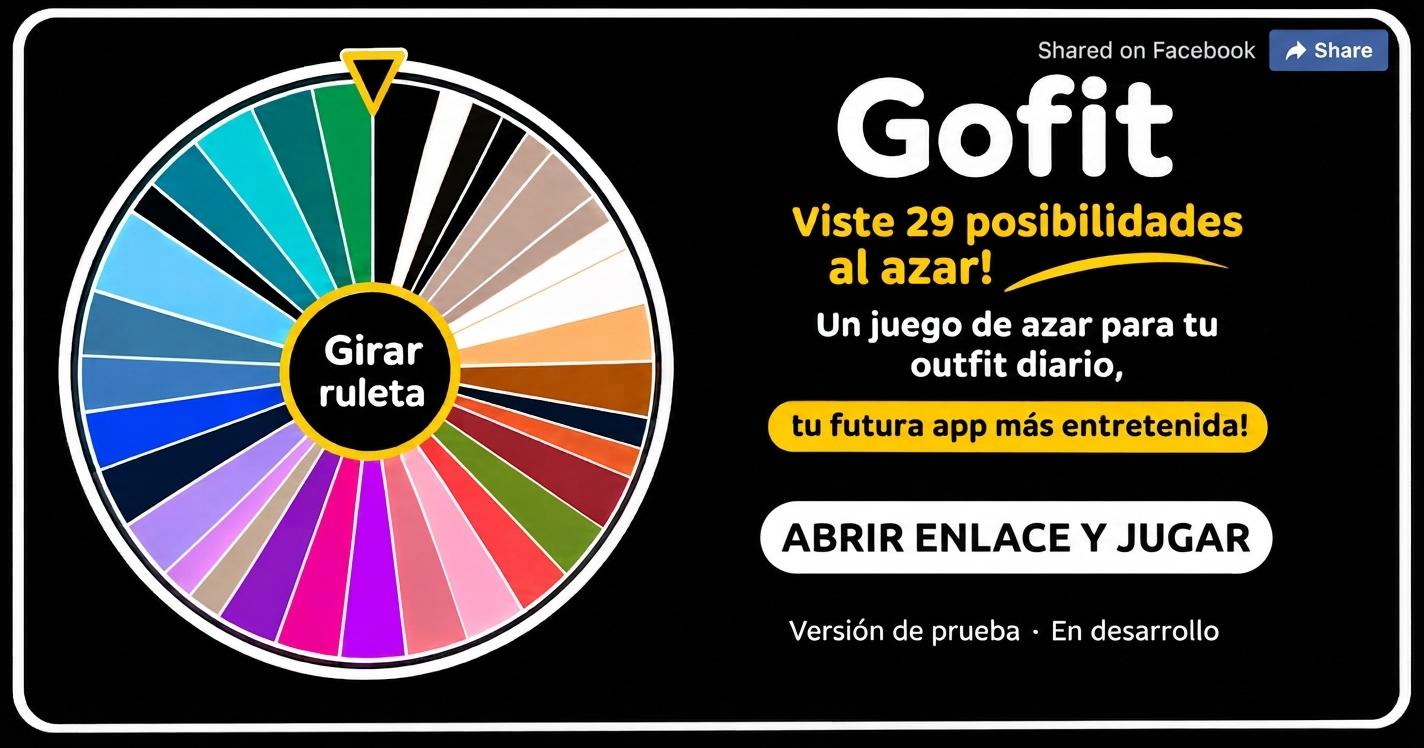 Shared on Facebook
Share
Gofit
Viste 29 posibilidades
al azar!
Un juego de azar para tu
outfit diario,
tu futura app más entretenida!
ABRIR ENLACE Y JUGAR
Versión de prueba · En desarrollo
Girar
ruleta